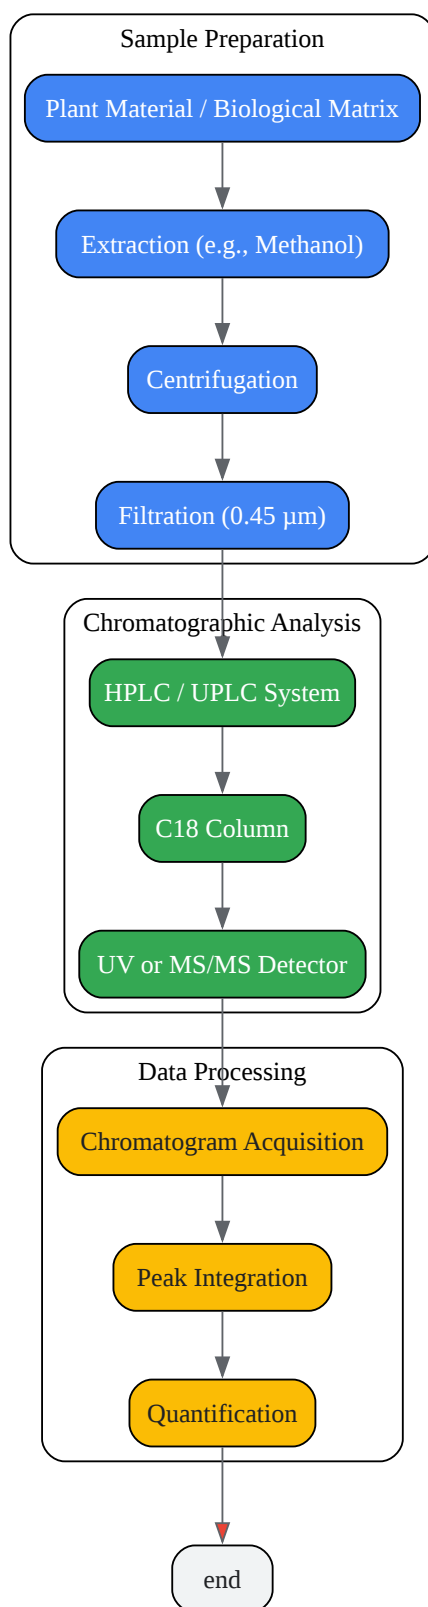 Sample Preparation
Plant Material / Biological Matrix
Extraction (e.g., Methanol)
Centrifugation
Filtration (0.45 µm)
Chromatographic Analysis
HPLC / UPLC System
C18 Column
UV or MS/MS Detector
Data Processing
Chromatogram Acquisition
Peak Integration
Quantification
end